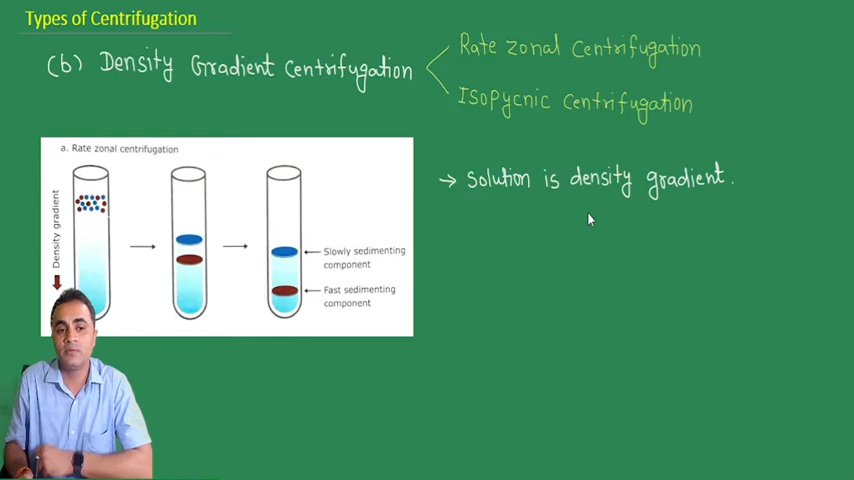 Types of Centrifugation
(b) Density Gradient Centrifugation
Rate zonal Centrifugation
Isopycnic Centrifugation
a. Rate zonal centrifugation
Density gradient
Slowly sedimenting
component
Fast sedimenting
component
→ Solution is density gradient.